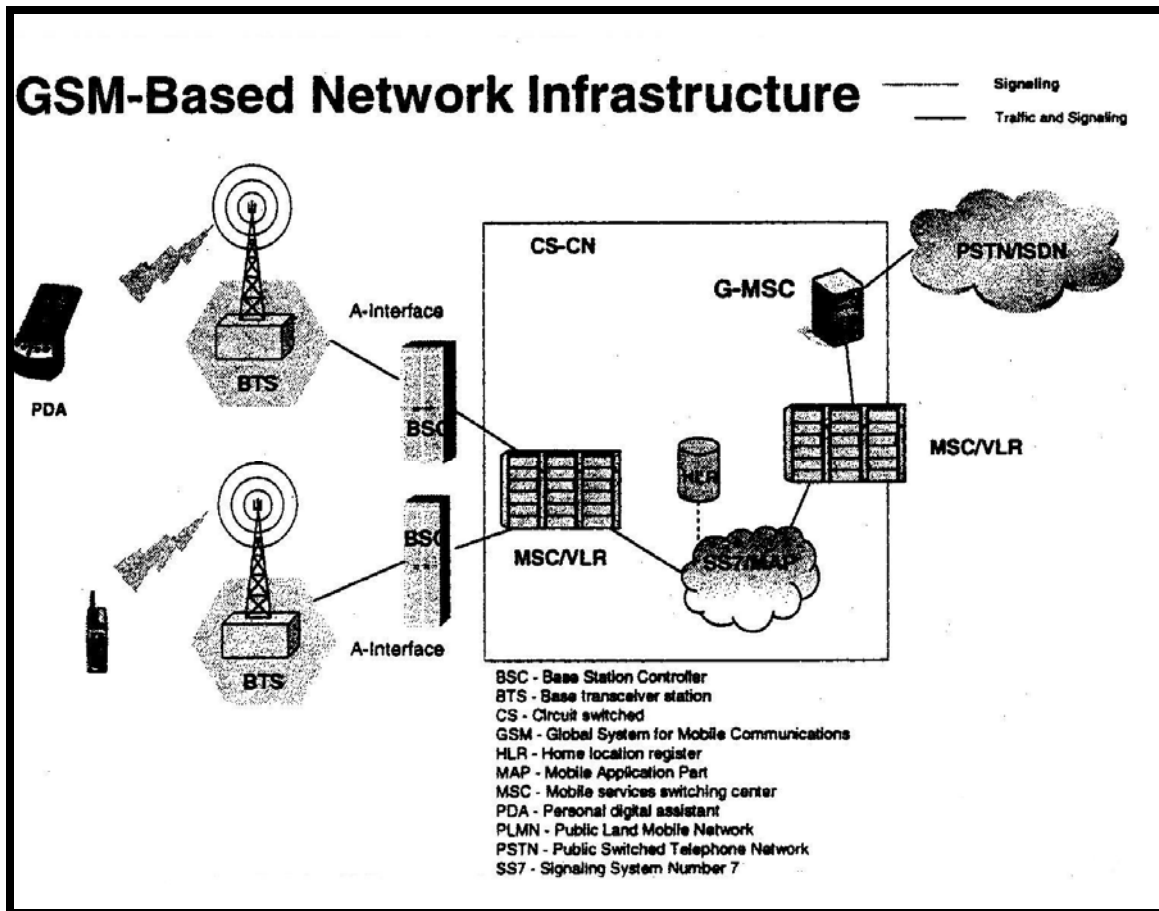 GSM-Based Network Infrastructure
Signaling
Traffic and Signaling
CS-CN
PSTN/ISDN
G-MSC
A-Interface
BTS
PDA
BSC
MSC/VLR
HLR
BSC
MSC/VLR
SS7/MAP
BTS
A-Interface
BSC - Base Station Controller
BTS - Base transceiver station
CS - Circuit switched
GSM - Global System for Mobile Communications
HLR - Home location register
MAP - Mobile Application Part
MSC - Mobile services switching center
PDA - Personal digital assistant
PLMN - Public Land Mobile Network
PSTN - Public Switched Telephone Network
SS7 - Signaling System Number 7